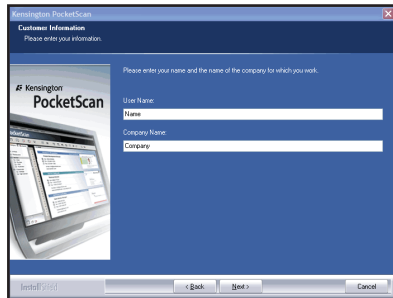 Kensington PocketScan
Customer Information
Please enter your information.
Please enter your name and the name of the company for which you work.
Kensington
PocketScan
User Name:
Name
Company Name:
Company
InstallShield
< Back
Next >
Cancel